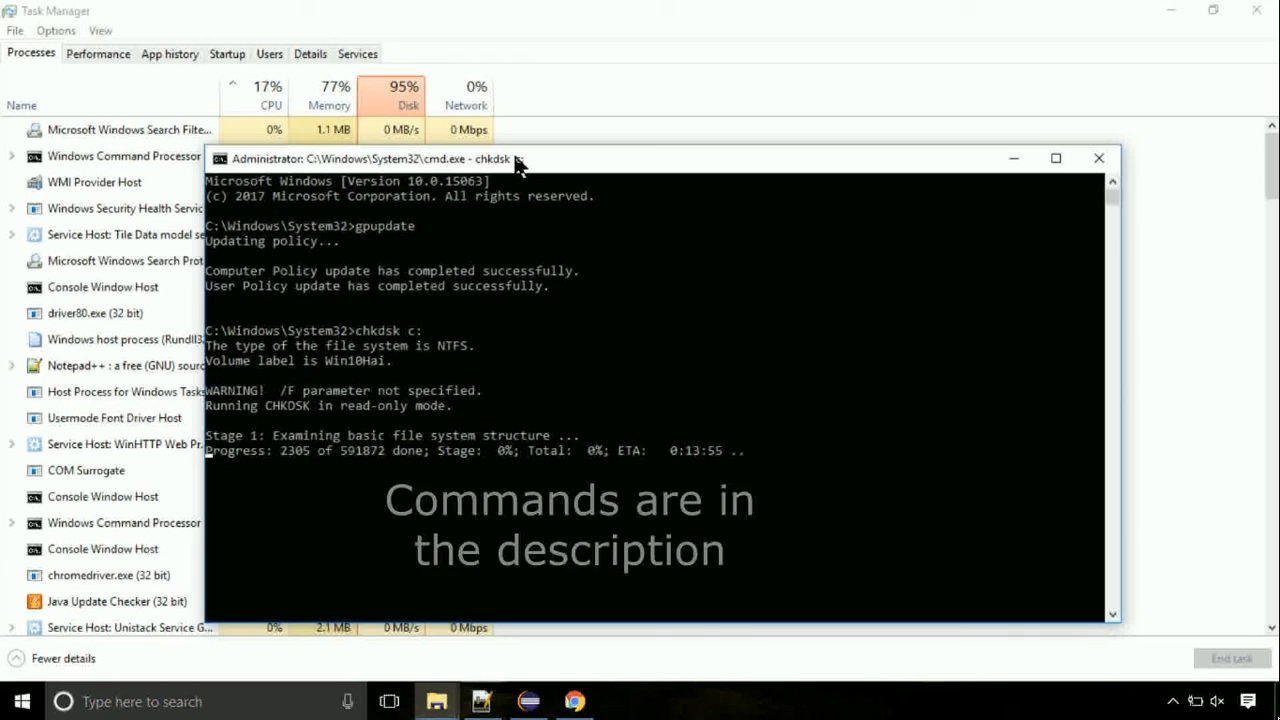 Task Manager
File Options View
Processes Performance App history Startup Users Details Services
17% 77% 95% 0%
Name CPU Memory Disk Network
Microsoft Windows Search Filte... 0% 1.1 MB 0 MB/s 0 Mbps
Windows Command Processor
WMI Provider Host
Windows Security Health Servic
Service Host: Tile Data model se
Microsoft Windows Search Prot
Console Window Host
driver80.exe (32 bit)
Windows host process (Rundll3
Notepad++ : a free (GNU) sourc
Host Process for Windows Task
Usermode Font Driver Host
Service Host: WinHTTP Web Pr
COM Surrogate
Console Window Host
Windows Command Processor
Console Window Host
chromedriver.exe (32 bit)
Java Update Checker (32 bit)
Service Host: Unistack Service G... 0% 2.1 MB 0 MB/s 0 Mbps
Administrator: C:\Windows\System32\cmd.exe - chkdsk
Microsoft Windows [Version 10.0.15063]
(c) 2017 Microsoft Corporation. All rights reserved.
C:\Windows\System32>gpupdate
Updating policy...
Computer Policy update has completed successfully.
User Policy update has completed successfully.
C:\Windows\System32>chkdsk c:
The type of the file system is NTFS.
Volume label is Win10Hai.
WARNING! /F parameter not specified.
Running CHKDSK in read-only mode.
Stage 1: Examining basic file system structure ...
Progress: 2305 of 591872 done; Stage: 0%; Total: 0%; ETA: 0:13:55 ..
Commands are in
the description
Fewer details
End task
Type here to search